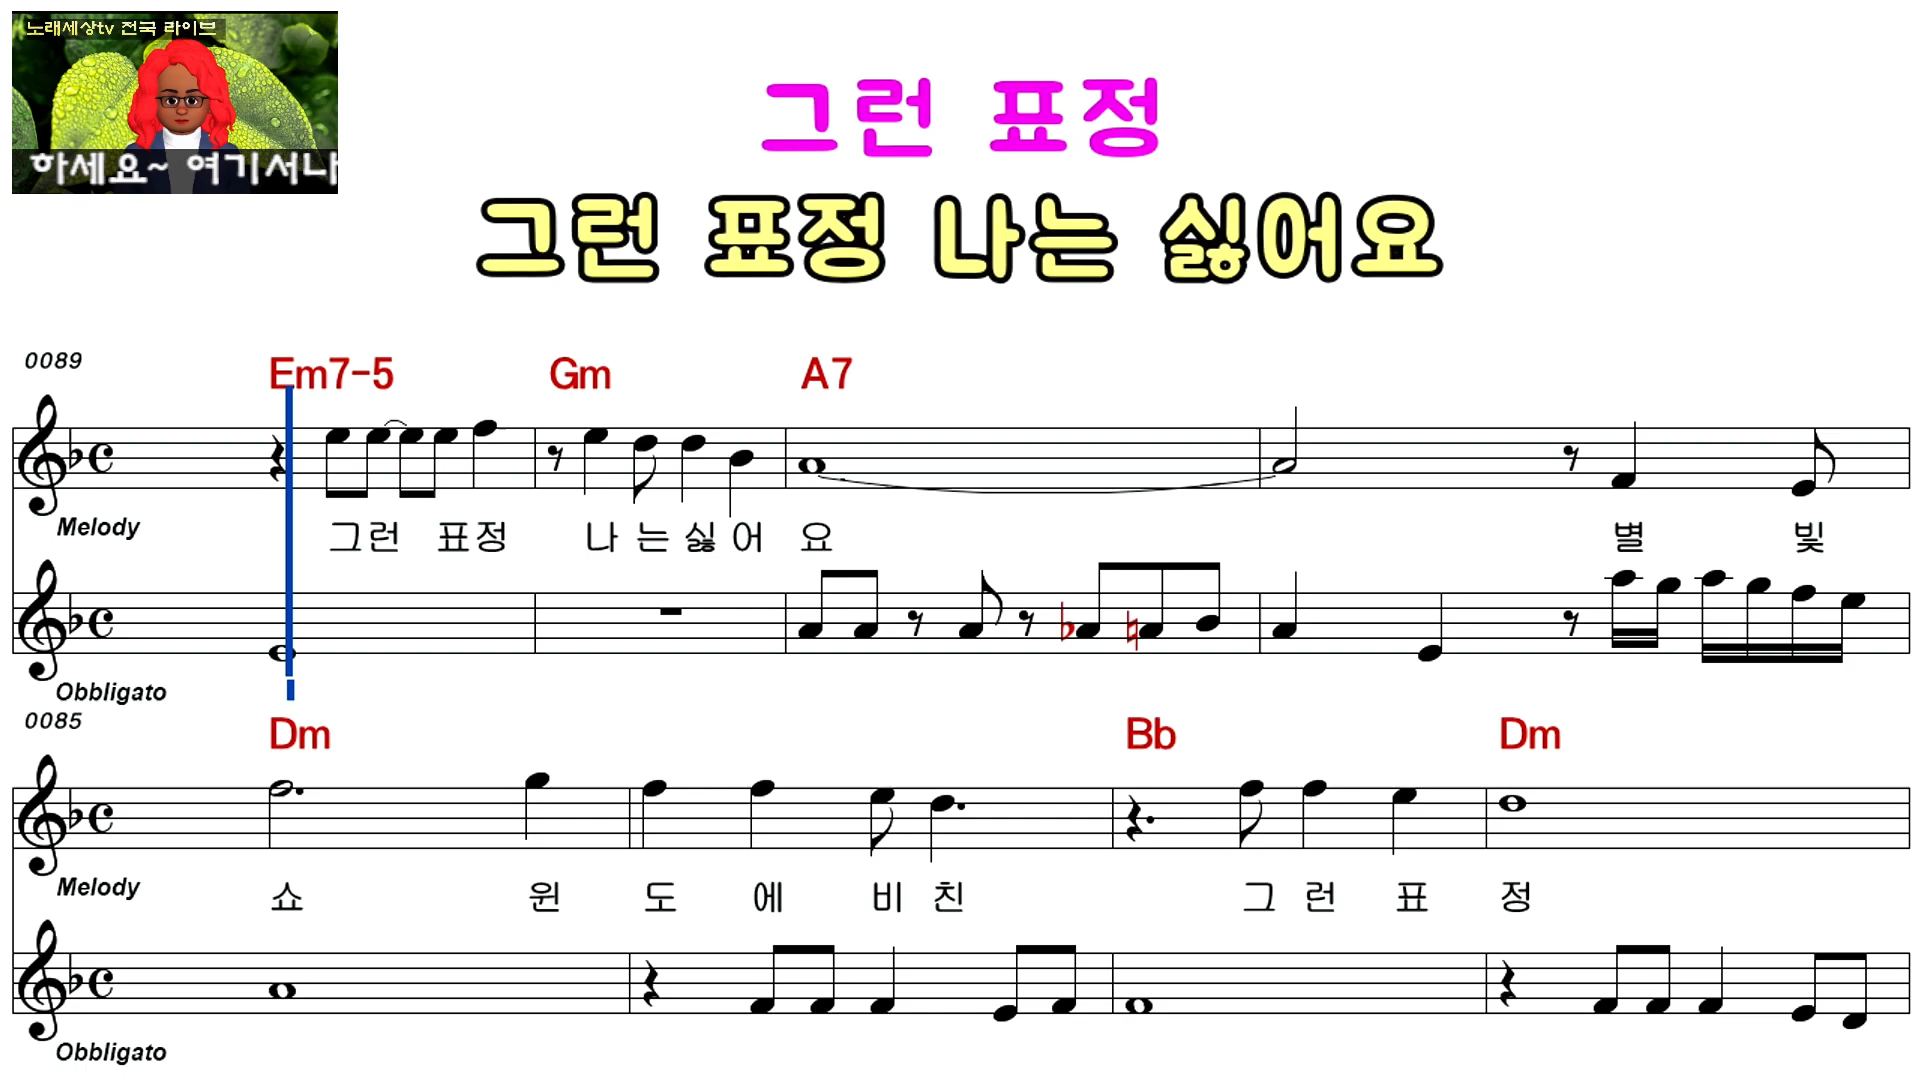 노래세상tv 전국 라이브
하세요~ 여기서나
그런 표정
그런 표정 나는 싫어요
0089
Em7-5 Gm A7
Melody
그런 표정 나 는 싫 어 요 별 빛
Obbligato
0085
Dm Bb Dm
Melody
쇼 윈 도 에 비 친 그 런 표 정
Obbligato